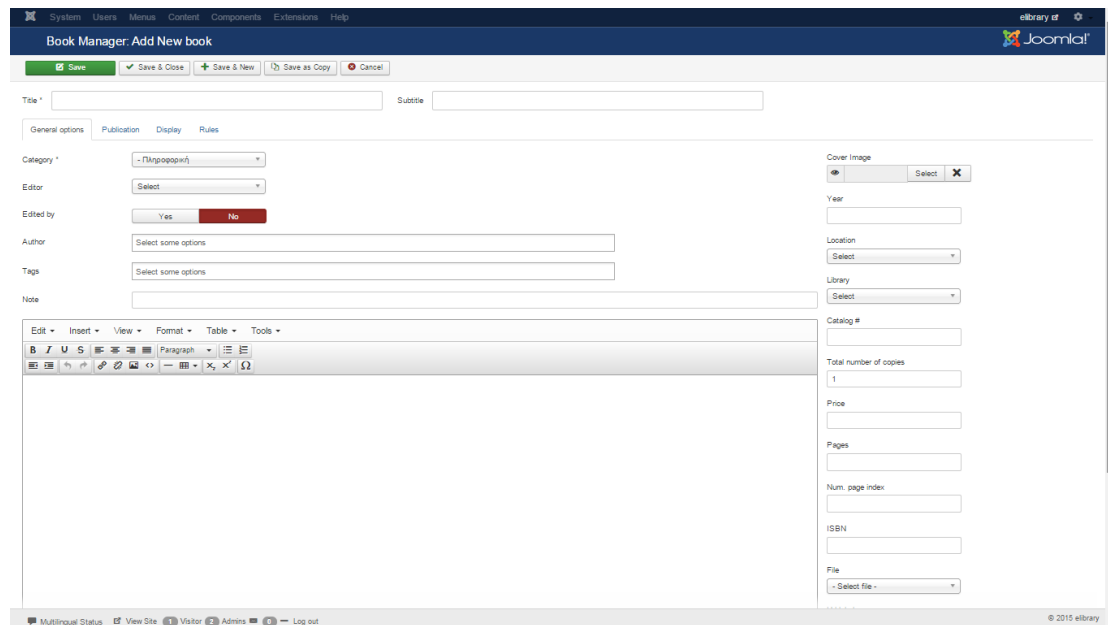 System Users Menus Content Components Extensions Help elibrary
Book Manager: Add New book Joomla!
Save Save & Close Save & New Save as Copy Cancel
Title * Subtitle
General options Publication Display Rules
Category * - Πληροφορική
Editor Select
Edited by Yes No
Author Select some options
Tags Select some options
Note
Cover Image
Select
Year
Location
Select
Library
Select
Catalog #
Total number of copies
1
Price
Pages
Num. page index
ISBN
File
- Select file -
Edit Insert View Format Table Tools
B I U S Paragraph
Multilingual Status View Site 1 Visitor 2 Admins 0 Log out © 2015 elibrary